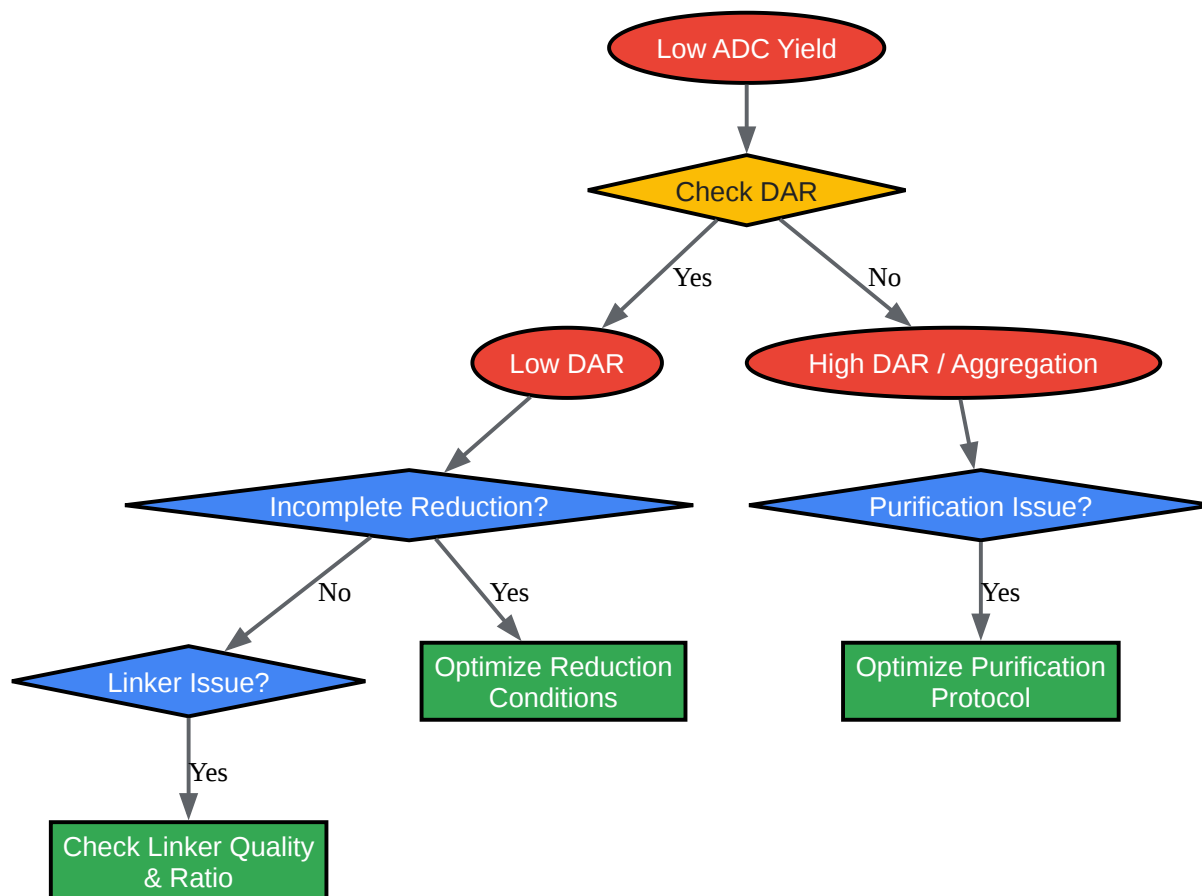 Low ADC Yield
Check DAR
Yes
No
Low DAR
High DAR / Aggregation
Incomplete Reduction?
Purification Issue?
No
Yes
Yes
Linker Issue?
Optimize Reduction
Conditions
Optimize Purification
Protocol
Yes
Check Linker Quality
& Ratio